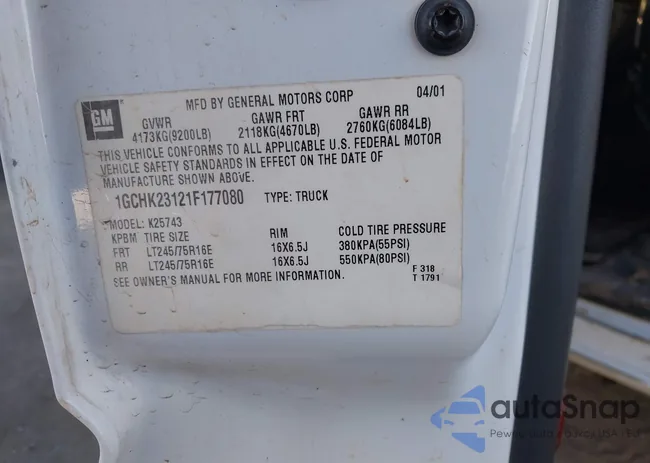 GM
MFD BY GENERAL MOTORS CORP 04/01
GVWR GAWR FRT GAWR RR
4173KG(9200LB) 2118KG(4670LB) 2760KG(6084LB)
THIS VEHICLE CONFORMS TO ALL APPLICABLE U.S. FEDERAL MOTOR
VEHICLE SAFETY STANDARDS IN EFFECT ON THE DATE OF
MANUFACTURE SHOWN ABOVE.
1GCHK23121F177080 TYPE: TRUCK
MODEL: K25743
KPBM TIRE SIZE RIM COLD TIRE PRESSURE
FRT LT245/75R16E 16X6.5J 380KPA(55PSI)
RR LT245/75R16E 16X6.5J 550KPA(80PSI)
SEE OWNER'S MANUAL FOR MORE INFORMATION.
F 318
T 1791
autoSnap